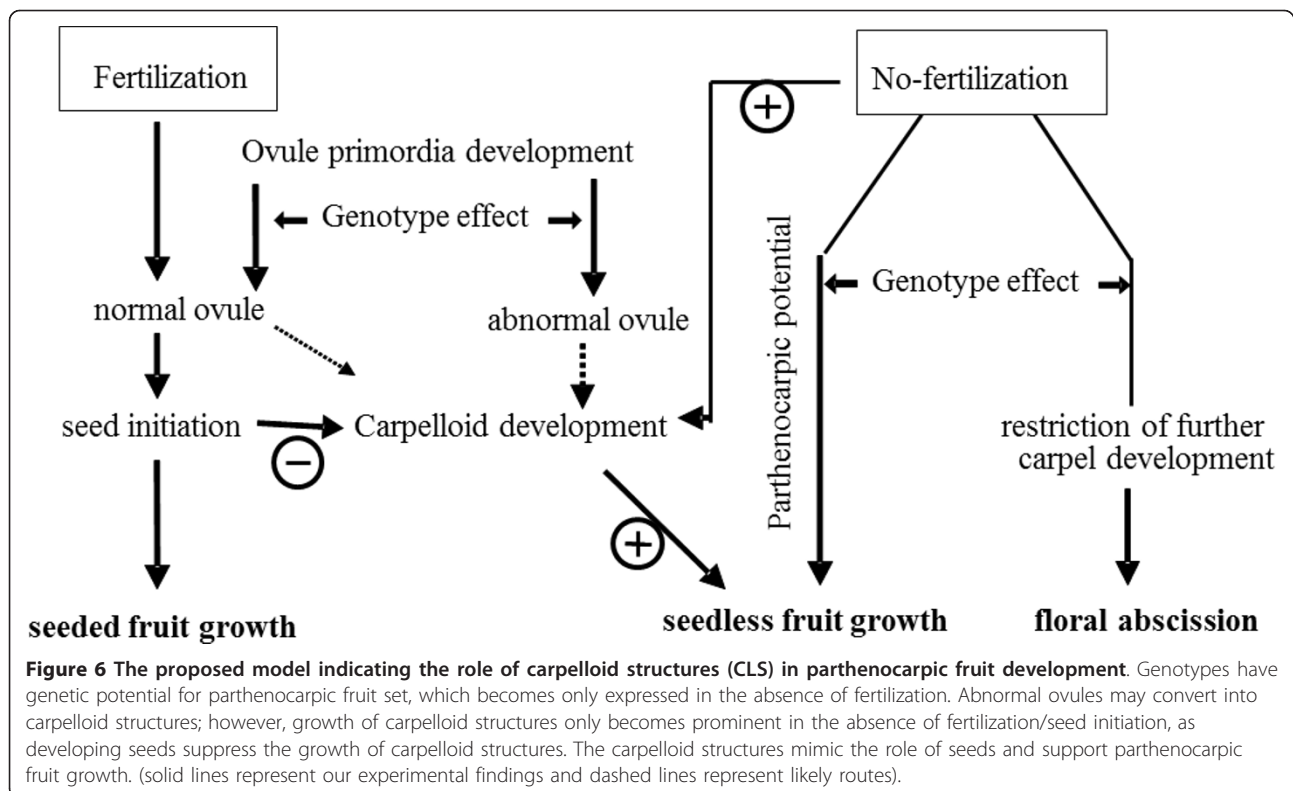 Fertilization
No-fertilization
+
Ovule primordia development
Genotype effect
Parthenocarpic potential
Genotype effect
normal ovule
abnormal ovule
seed initiation
−
Carpelloid development
restriction of further
carpel development
+
seeded fruit growth
seedless fruit growth
floral abscission
Figure 6 The proposed model indicating the role of carpelloid structures (CLS) in parthenocarpic fruit development. Genotypes have
genetic potential for parthenocarpic fruit set, which becomes only expressed in the absence of fertilization. Abnormal ovules may convert into
carpelloid structures; however, growth of carpelloid structures only becomes prominent in the absence of fertilization/seed initiation, as
developing seeds suppress the growth of carpelloid structures. The carpelloid structures mimic the role of seeds and support parthenocarpic
fruit growth. (solid lines represent our experimental findings and dashed lines represent likely routes).